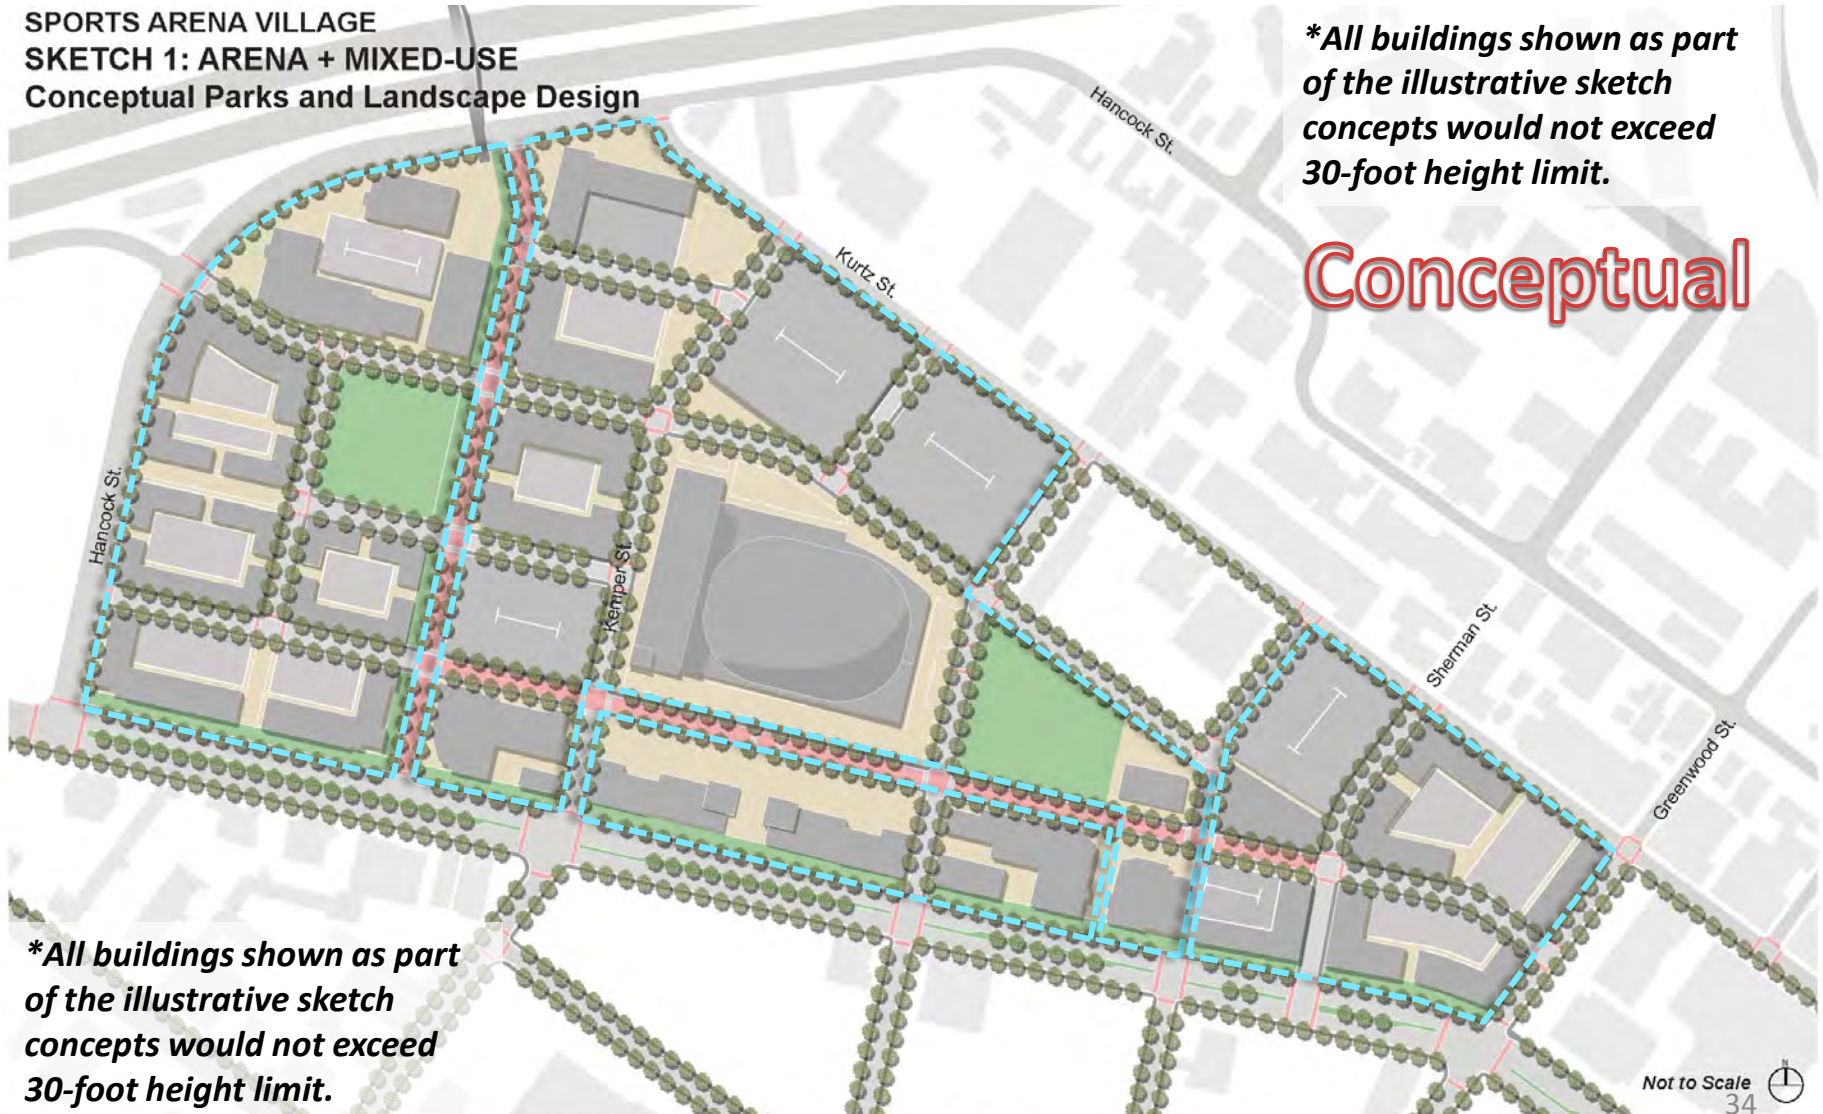 SPORTS ARENA VILLAGE
SKETCH 1: ARENA + MIXED-USE
Conceptual Parks and Landscape Design
*All buildings shown as part
of the illustrative sketch
concepts would not exceed
30-foot height limit.
Conceptual
Hancock St.
Kurtz St.
Hancock St.
Kemper St.
Sherman St.
Greenwood St.
*All buildings shown as part
of the illustrative sketch
concepts would not exceed
30-foot height limit.
N
Not to Scale
34